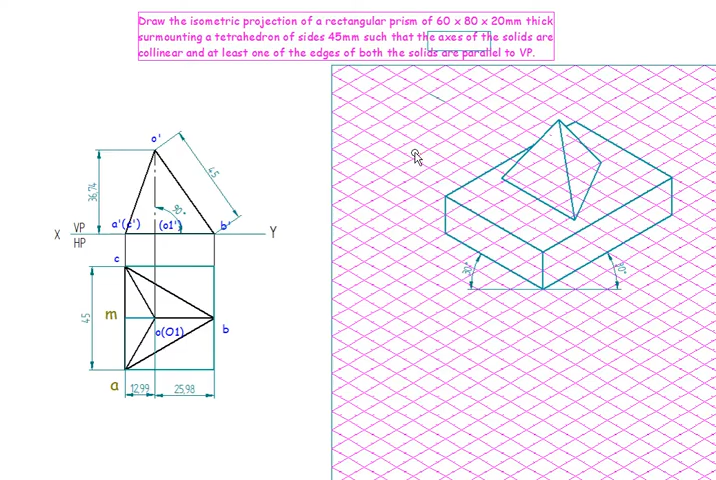 Draw the isometric projection of a rectangular prism of 60 x 80 x 20mm thick
surmounting a tetrahedron of sides 45mm such that the axes of the solids are
collinear and at least one of the edges of both the solids are parallel to VP.
o'
45
36,74
90°
a'(c')
(o1')
b'
X
VP
HP
Y
c
45
m
o(O1)
b
a
12,99
25,98
30°
30°